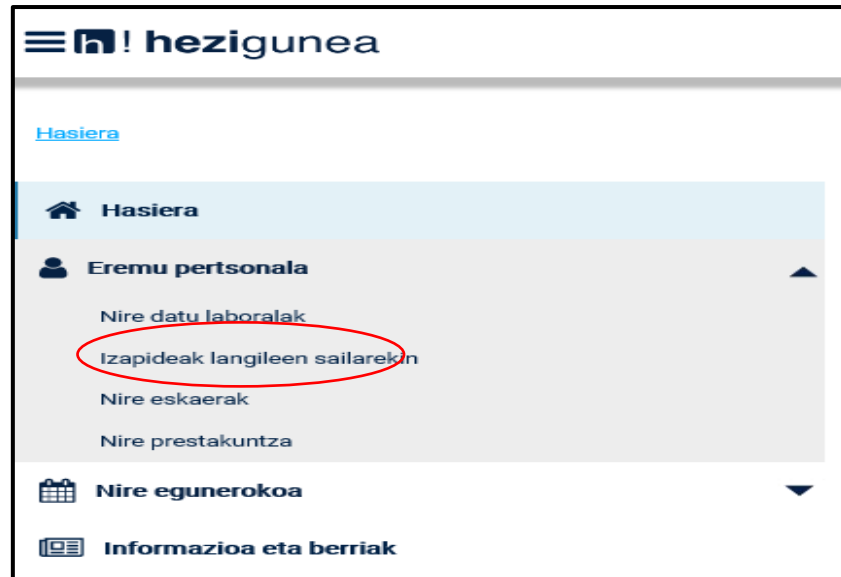 h! hezigunea
Hasiera
Hasiera
Eremu pertsonala
Nire datu laboralak
Izapideak langileen sailarekin
Nire eskaerak
Nire prestakuntza
Nire egunerokoa
Informazioa eta berriak